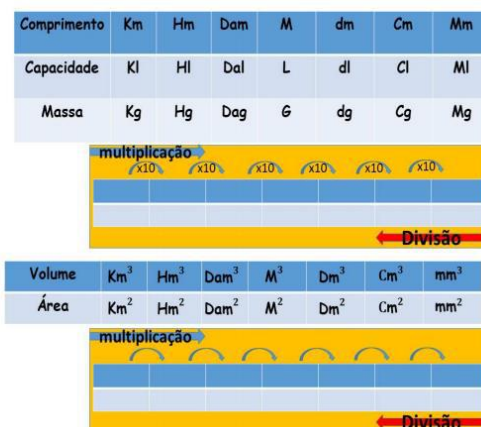 Comprimento Km Hm Dam M dm Cm Mm
Capacidade Kl Hl Dal L dl Cl Ml
Massa Kg Hg Dag G dg Cg Mg
multiplicação
x10 x10 x10 x10 x10 x10
Divisão
Volume Km³ Hm³ Dam³ M³ Dm³ Cm³ mm³
Área Km² Hm² Dam² M² Dm² Cm² mm²
multiplicação
Divisão